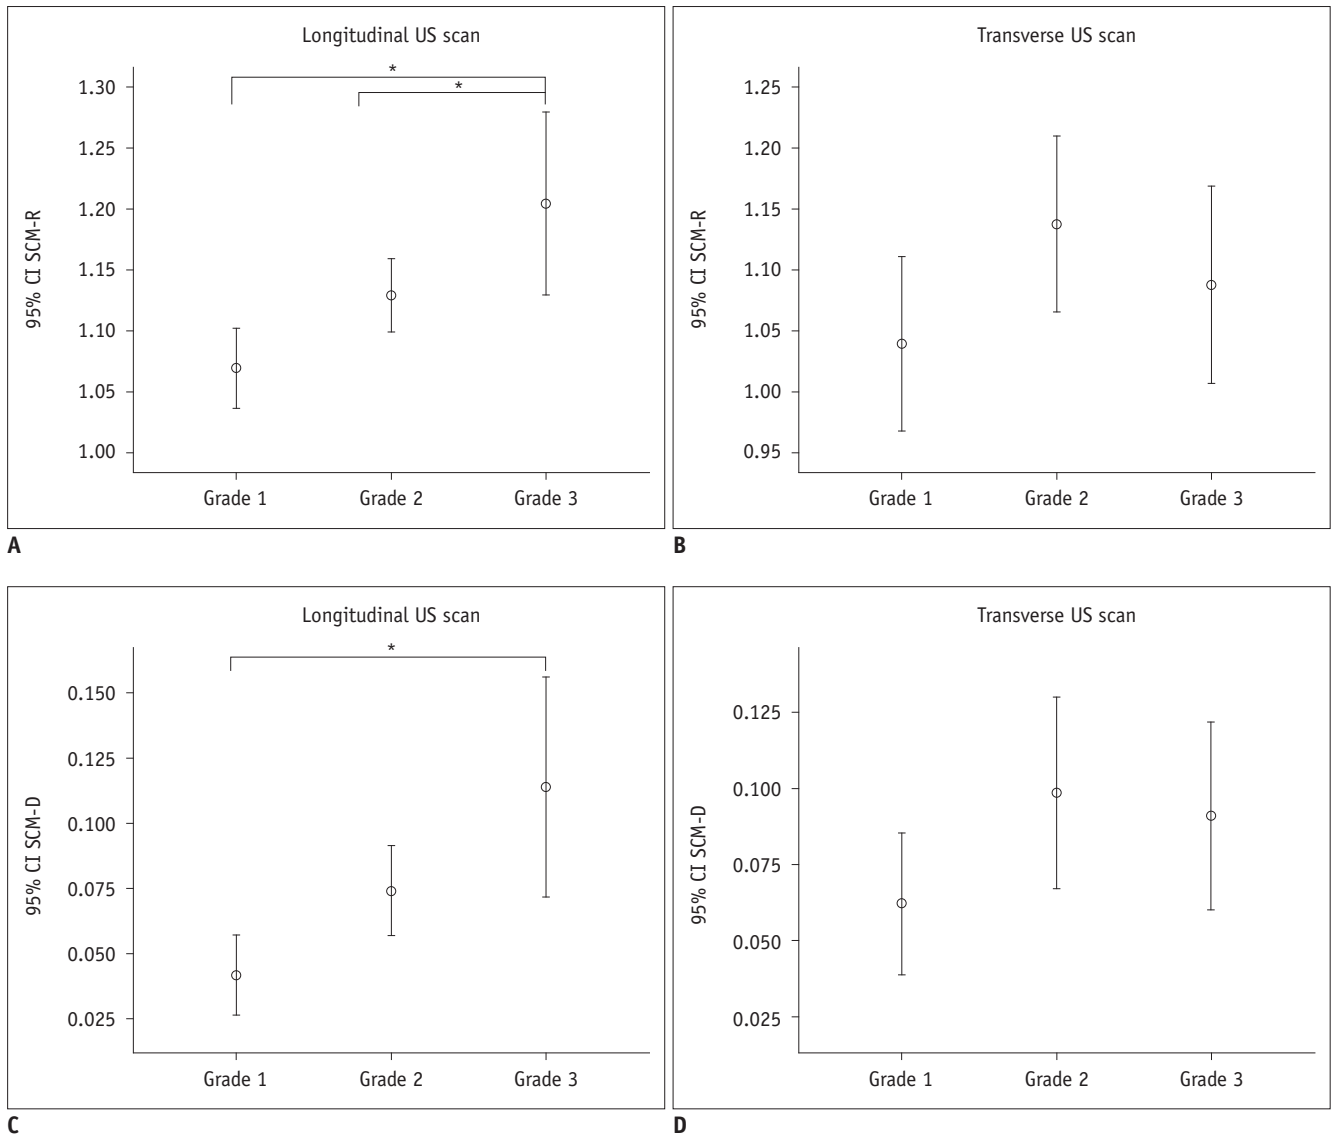 Longitudinal US scan
*
*
1.30
1.25
1.20
1.15
1.10
1.05
1.00
95% CI SCM-R
Grade 1 Grade 2 Grade 3
A
Transverse US scan
1.25
1.20
1.15
1.10
1.05
1.00
0.95
95% CI SCM-R
Grade 1 Grade 2 Grade 3
B
Longitudinal US scan
*
0.150
0.125
0.100
0.075
0.050
0.025
95% CI SCM-D
Grade 1 Grade 2 Grade 3
C
Transverse US scan
0.125
0.100
0.075
0.050
0.025
95% CI SCM-D
Grade 1 Grade 2 Grade 3
D